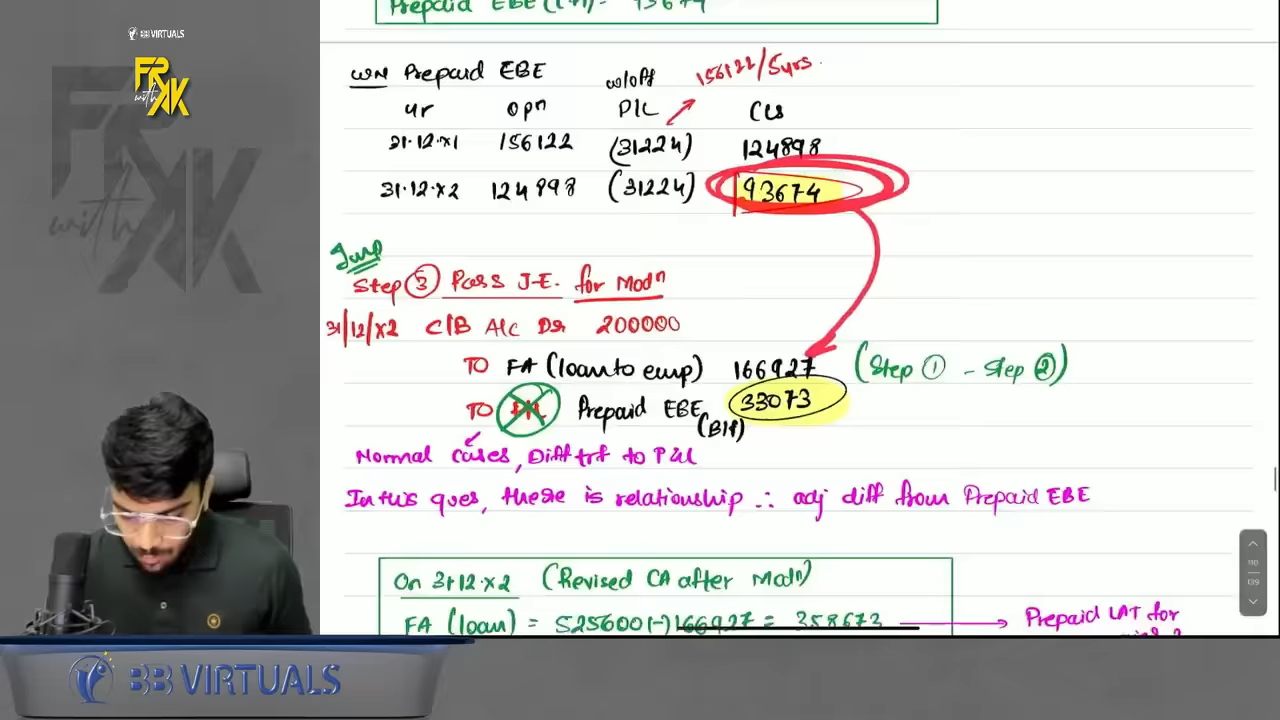 BB VIRTUALS
FR
with
AK
Prepaid EBE (CA) = 93674
WN Prepaid EBE
w/off
156122/5yrs.
yr opn P/L Cls
31.12.x1 156122 (31224) 124898
31.12.x2 124898 (31224) 93674
Imp
Step ③ Pass J.E. for Modn
31/12/x2 C/B A/c Dr 200000
TO FA (loan to emp) 166927 (Step ① - Step ②)
TO P/L Prepaid EBE 33073
(B/f)
Normal cases, Diff trf to P&L
In this ques, there is relationship ∴ adj diff from Prepaid EBE
110
139
On 31.12.x2 (Revised CA after Modn)
FA (loan) = 525600 (-) 166927 = 358673
Prepaid LAT for
BB VIRTUALS